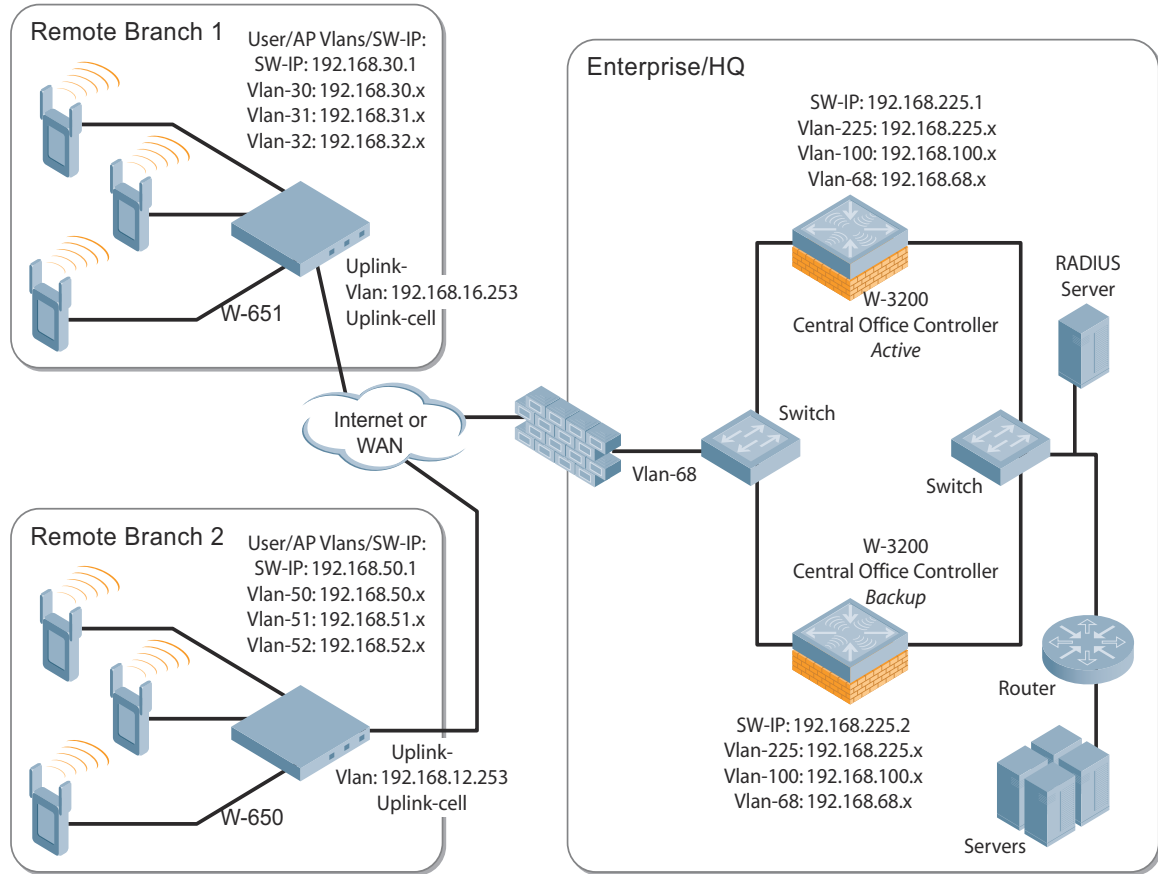 Remote Branch 1
User/AP Vlans/SW-IP:
SW-IP: 192.168.30.1
Vlan-30: 192.168.30.x
Vlan-31: 192.168.31.x
Vlan-32: 192.168.32.x
W-651
Uplink-
Vlan: 192.168.16.253
Uplink-cell
Internet or
WAN
Remote Branch 2
User/AP Vlans/SW-IP:
SW-IP: 192.168.50.1
Vlan-50: 192.168.50.x
Vlan-51: 192.168.51.x
Vlan-52: 192.168.52.x
W-650
Uplink-
Vlan: 192.168.12.253
Uplink-cell
Enterprise/HQ
SW-IP: 192.168.225.1
Vlan-225: 192.168.225.x
Vlan-100: 192.168.100.x
Vlan-68: 192.168.68.x
W-3200
Central Office Controller
Active
RADIUS
Server
Switch
Vlan-68
Switch
W-3200
Central Office Controller
Backup
SW-IP: 192.168.225.2
Vlan-225: 192.168.225.x
Vlan-100: 192.168.100.x
Vlan-68: 192.168.68.x
Router
Servers